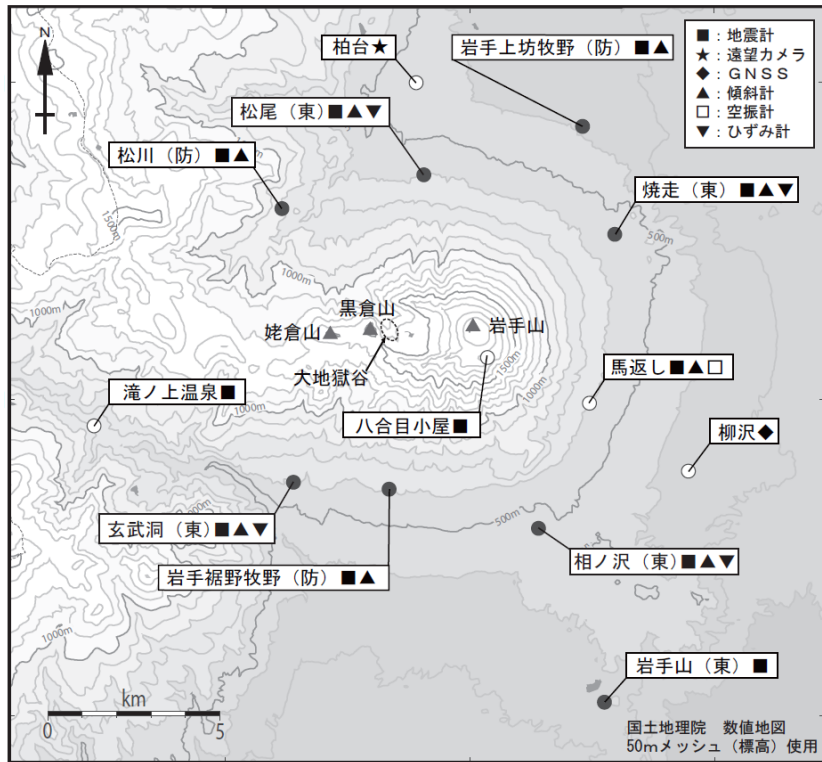 N
柏台★
岩手上坊牧野（防）■▲
■：地震計
★：遠望カメラ
◆：ＧＮＳＳ
▲：傾斜計
□：空振計
▼：ひずみ計
松尾（東）■▲▼
松川（防）■▲
焼走（東）■▲▼
1500m
500m
1000m
1000m
黒倉山
姥倉山
岩手山
大地獄谷
1500m
1000m
馬返し■▲□
滝ノ上温泉■
1000m
八合目小屋■
柳沢◆
玄武洞（東）■▲▼
500m
相ノ沢（東）■▲▼
岩手裾野牧野（防）■▲
1000m
岩手山（東）■
km
0 5
国土地理院　数値地図
50mメッシュ（標高）使用